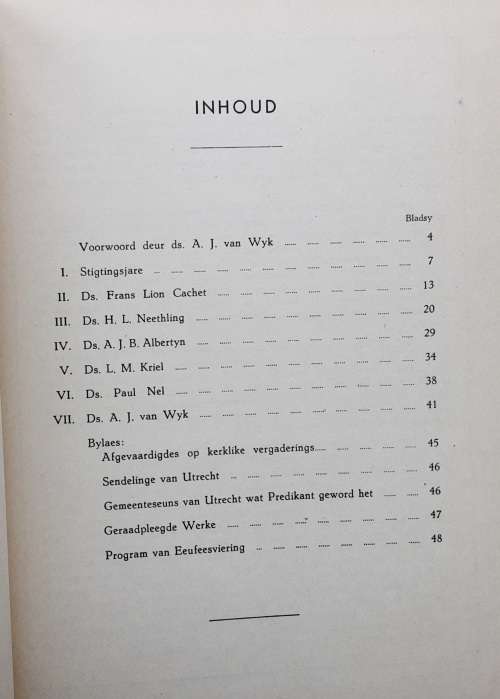 INHOUD
Bladsy
Voorwoord deur ds. A. J. van Wyk ...... ...... ...... ...... ...... ...... 4
I. Stigtingsjare ... ...... ...... ...... ...... ...... ...... ...... ...... ...... 7
II. Ds. Frans Lion Cachet ...... ...... ...... ...... ...... ...... ...... ...... 13
III. Ds. H. L. Neethling ...... ...... ...... ...... ...... ...... ...... ...... ...... 20
IV. Ds. A. J. B. Albertyn ...... ...... ...... ...... ...... ...... ...... ...... ...... 29
V. Ds. L. M. Kriel ...... ...... ...... ...... ...... ...... ...... ...... ...... ...... 34
VI. Ds. Paul Nel ...... ...... ...... ...... ...... ...... ...... ...... ...... ...... 38
VII. Ds. A. J. van Wyk ...... ...... ...... ...... ...... ...... ...... ...... ...... 41
Bylaes:
Afgevaardigdes op kerklike vergaderings...... ...... ...... ...... ...... 45
Sendelinge van Utrecht ... ...... ...... ...... ...... ...... ...... ...... 46
Gemeenteseuns van Utrecht wat Predikant geword het ...... ...... 46
Geraadpleegde Werke ...... ...... ...... ...... ...... ...... ...... ...... 47
Program van Eeufeesviering ... ...... ...... ...... ...... ...... ...... 48